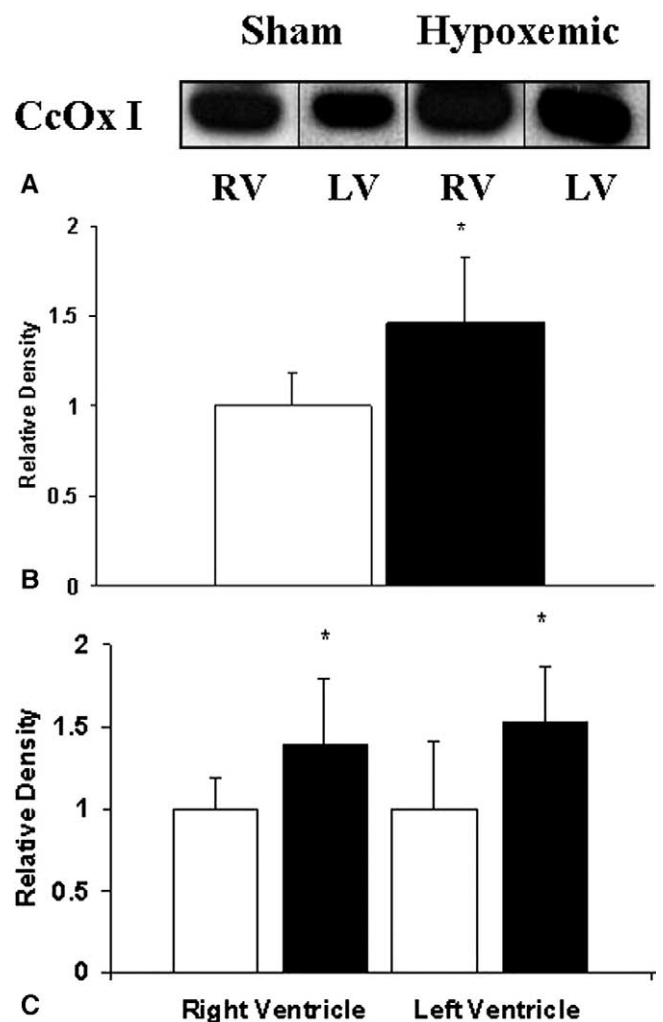 Sham Hypoxemic
CcOx I
A
RV LV RV LV
2
*
1.5
1
0.5
0
Relative Density
B
2
* *
1.5
1
0.5
0
Relative Density
C
Right Ventricle Left Ventricle